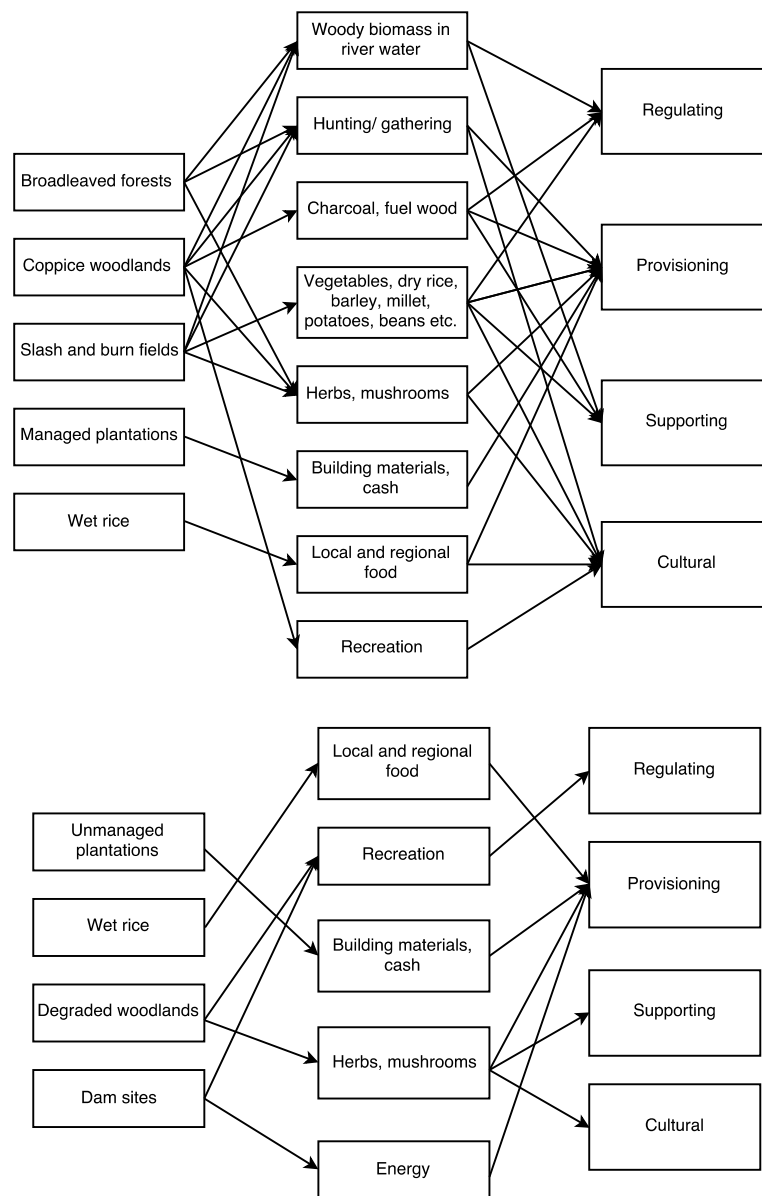 Woody biomass in
river water
Regulating
Hunting/ gathering
Broadleaved forests
Charcoal, fuel wood
Coppice woodlands
Provisioning
Vegetables, dry rice,
barley, millet,
potatoes, beans etc.
Slash and burn fields
Herbs, mushrooms
Supporting
Managed plantations
Building materials,
cash
Wet rice
Local and regional
food
Cultural
Recreation
Local and regional
food
Regulating
Unmanaged
plantations
Recreation
Provisioning
Wet rice
Building materials,
cash
Degraded woodlands
Supporting
Herbs, mushrooms
Dam sites
Cultural
Energy